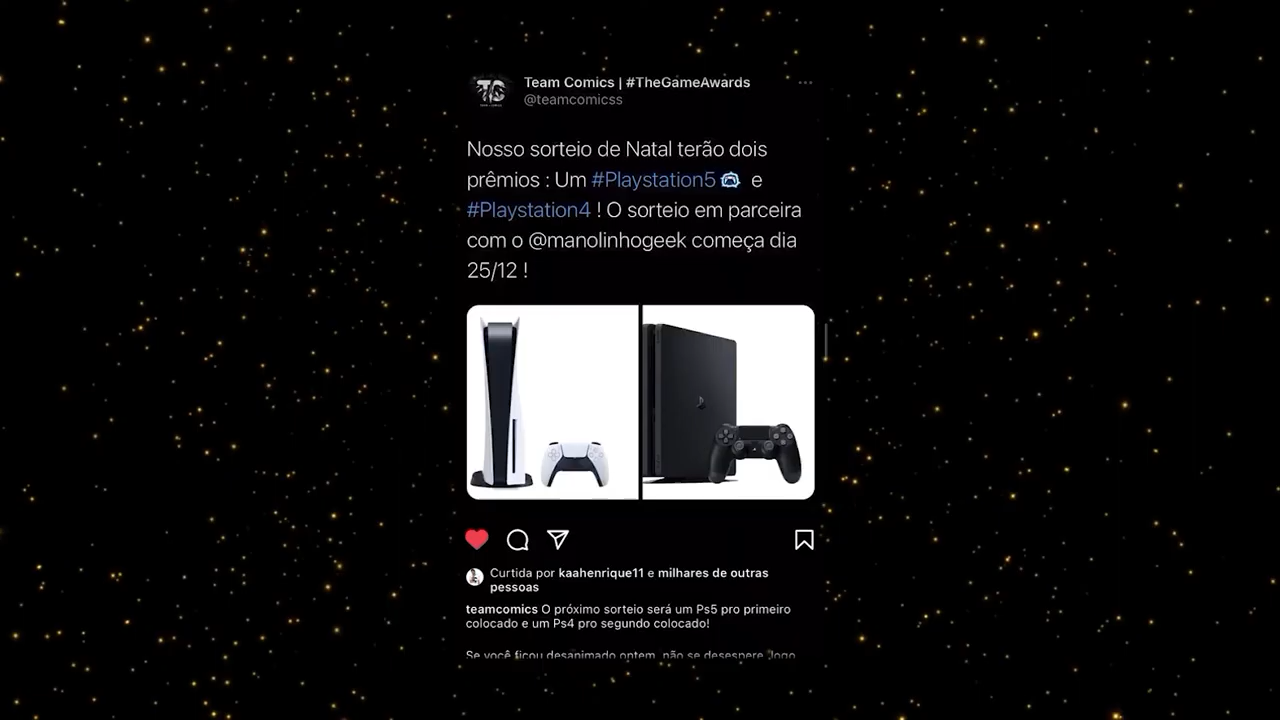 Team Comics | #TheGameAwards
@teamcomicss
Nosso sorteio de Natal terão dois
prêmios : Um #Playstation5 e
#Playstation4 ! O sorteio em parceira
com o @manolinhogeek começa dia
25/12 !
Curtida por kaahenrique11 e milhares de outras
pessoas
teamcomics O próximo sorteio será um Ps5 pro primeiro
colocado e um Ps4 pro segundo colocado!
Se você ficou desanimado ontem, não se desespere